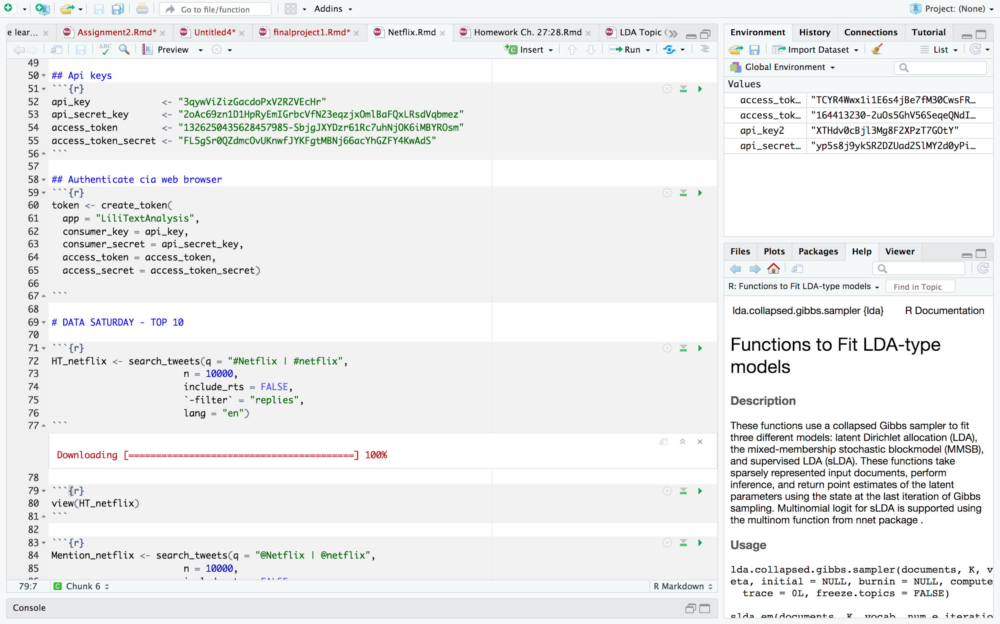 Go to file/function
Addins
Project: (None)
e lear...
Assignment2.Rmd*
Untitled4*
finalproject1.Rmd*
Netflix.Rmd
Homework Ch. 27:28.Rmd
LDA Topic
ABC
Preview
Insert
Run
49
50 ## Api keys
51 ```{r}
52 api_key <- "3qywViZizGacdoPxV2R2VEcHr"
53 api_secret_key <- "2oAc69zn1D1HpRyEmIGrbcVfN23eqzjxOmlBaFQxLRsdVqbmez"
54 access_token <- "1326250435628457985-SbjgJXYDzr61Rc7uhNjOK6iMBYROsm"
55 access_token_secret <- "FL5gSr0QZdmcOvUKnwfJYKFgtMBNj66acYhGZFY4KwAdS"
56 ```
57
58 ## Authenticate cia web browser
59 ```{r}
60 token <- create_token(
61 app = "LiliTextAnalysis",
62 consumer_key = api_key,
63 consumer_secret = api_secret_key,
64 access_token = access_token,
65 access_secret = access_token_secret)
66
67 ```
68
69 # DATA SATURDAY - TOP 10
70
71 ```{r}
72 HT_netflix <- search_tweets(q = "#Netflix | #netflix",
73 n = 10000,
74 include_rts = FALSE,
75 `-filter` = "replies",
76 lang = "en")
77 ```
Downloading [=========================================] 100%
78
79 ```{r}
80 view(HT_netflix)
81 ```
82
83 ```{r}
84 Mention_netflix <- search_tweets(q = "@Netflix | @netflix",
85 n = 10000,
79:7
Chunk 6
R Markdown
Console
Environment
History
Connections
Tutorial
Import Dataset
List
Global Environment
Values
access_tok... "TCYR4Wwx1i1E6s4jBe7fM30CwsFR...
access_tok... "164413230-2uOs5GhV56SeqeQNdI...
api_key2 "XTHdv0cBjl3Mg8F2XPzT7GOtY"
api_secret... "yp5s8j9ykSR2DZUad2SlMY2d0yPi...
Files
Plots
Packages
Help
Viewer
R: Functions to Fit LDA-type models
Find in Topic
lda.collapsed.gibbs.sampler {lda}
R Documentation
Functions to Fit LDA-type
models
Description
These functions use a collapsed Gibbs sampler to fit
three different models: latent Dirichlet allocation (LDA),
the mixed-membership stochastic blockmodel (MMSB),
and supervised LDA (sLDA). These functions take
sparsely represented input documents, perform
inference, and return point estimates of the latent
parameters using the state at the last iteration of Gibbs
sampling. Multinomial logit for sLDA is supported using
the multinom function from nnet package .
Usage
lda.collapsed.gibbs.sampler(documents, K, v
eta, initial = NULL, burnin = NULL, compute
trace = 0L, freeze.topics = FALSE)